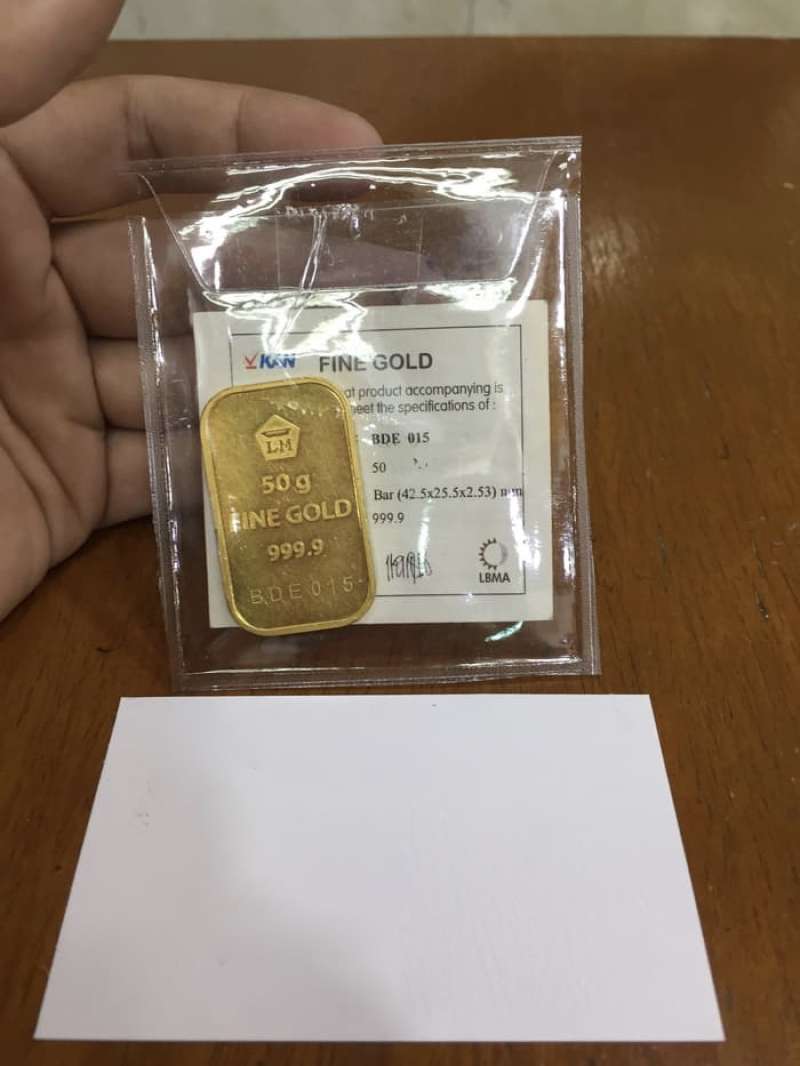 KAN FINE GOLD
at product accompanying is
eet the specifications of :
BDE 015
50
Bar (42.5x25.5x2.53) mm
999.9
LBMA
LM
50 g
FINE GOLD
999.9
BDE 015